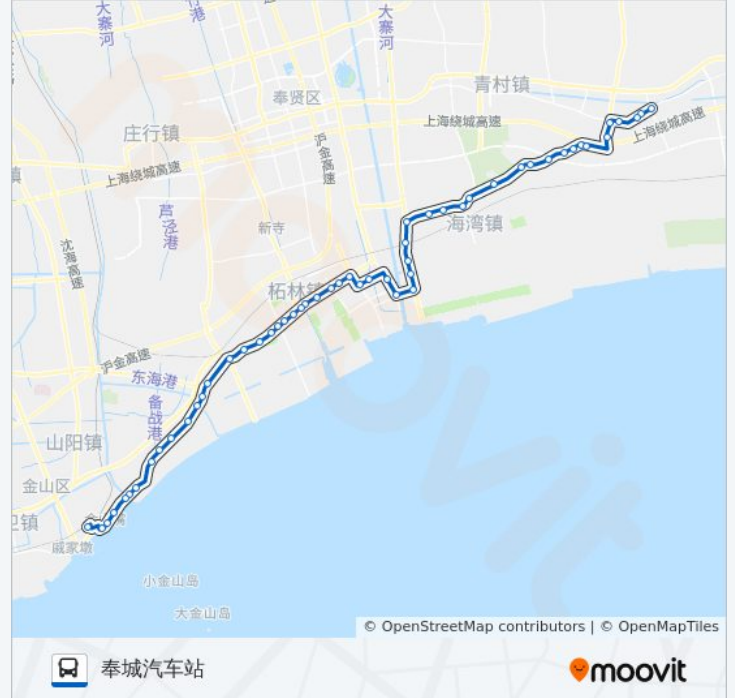 大寨河
大寨河
青村镇
奉贤区
上海绕城高速
上海绕城高速
庄行镇
沪金高速
上海绕城高速
芦泾港
新寺
海湾镇
沈海高速
柘林镇
沪金高速
东海港
备战港
山阳镇
金山区
卫镇
戚家墩
小金山岛
大金山岛
© OpenStreetMap contributors | © OpenMapTiles
奉城汽车站
moovit